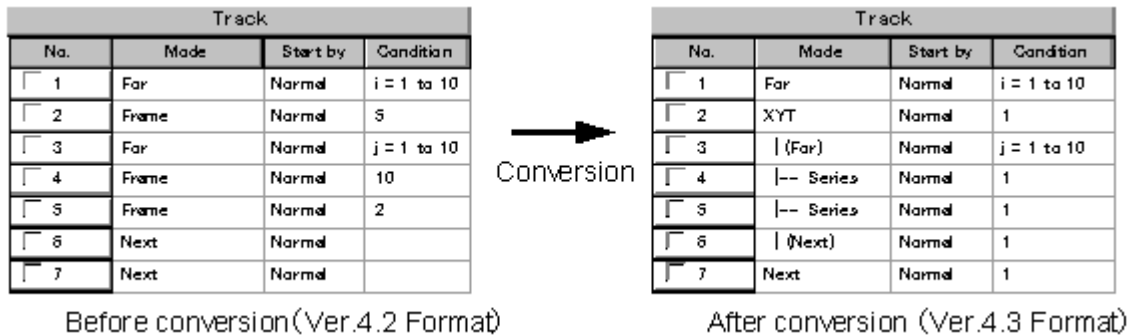 Track
No. Mode Start by Condition
1 For Normal i = 1 to 10
2 Frame Normal 5
3 For Normal j = 1 to 10
4 Frame Normal 10
5 Frame Normal 2
6 Next Normal
7 Next Normal
Before conversion(Ver.4.2 Format)
Conversion
Track
No. Mode Start by Condition
1 For Normal i = 1 to 10
2 XYT Normal 1
3 | (For) Normal j = 1 to 10
4 |-- Series Normal 1
5 |-- Series Normal 1
6 | (Next) Normal 1
7 Next Normal 1
After conversion (Ver.4.3 Format)